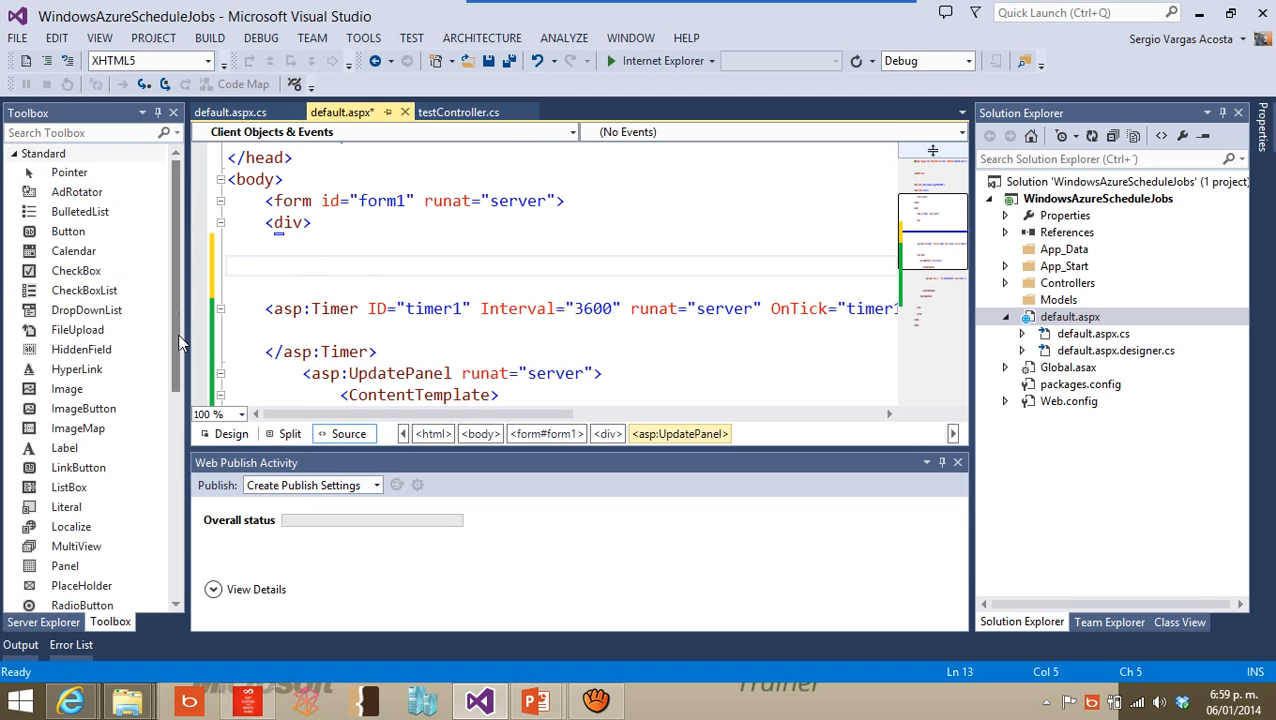 WindowsAzureScheduleJobs - Microsoft Visual Studio
Quick Launch (Ctrl+Q)
FILE EDIT VIEW PROJECT BUILD DEBUG TEAM TOOLS TEST ARCHITECTURE ANALYZE WINDOW HELP
Sergio Vargas Acosta
XHTML5
Internet Explorer
Debug
Code Map
Toolbox
default.aspx.cs
default.aspx*
testController.cs
Solution Explorer
Properties
Search Toolbox
Client Objects & Events
(No Events)
Standard
Pointer
AdRotator
BulletedList
Button
Calendar
CheckBox
CheckBoxList
DropDownList
FileUpload
HiddenField
HyperLink
Image
ImageButton
ImageMap
Label
LinkButton
ListBox
Literal
Localize
MultiView
Panel
PlaceHolder
RadioButton
</head>
<body>
<form id="form1" runat="server">
<div>
<asp:Timer ID="timer1" Interval="3600" runat="server" OnTick="timer1
</asp:Timer>
<asp:UpdatePanel runat="server">
<ContentTemplate>
100 %
Design
Split
Source
<html> <body> <form#form1> <div> <asp:UpdatePanel>
Web Publish Activity
Publish: Create Publish Settings
Overall status
View Details
Search Solution Explorer (Ctrl+´)
Solution 'WindowsAzureScheduleJobs' (1 project)
WindowsAzureScheduleJobs
Properties
References
App_Data
App_Start
Controllers
Models
default.aspx
default.aspx.cs
default.aspx.designer.cs
Global.asax
packages.config
Web.config
Server Explorer
Toolbox
Solution Explorer
Team Explorer
Class View
Output
Error List
Ready
Ln 13
Col 5
Ch 5
INS
Trainer
6:59 p. m.
06/01/2014